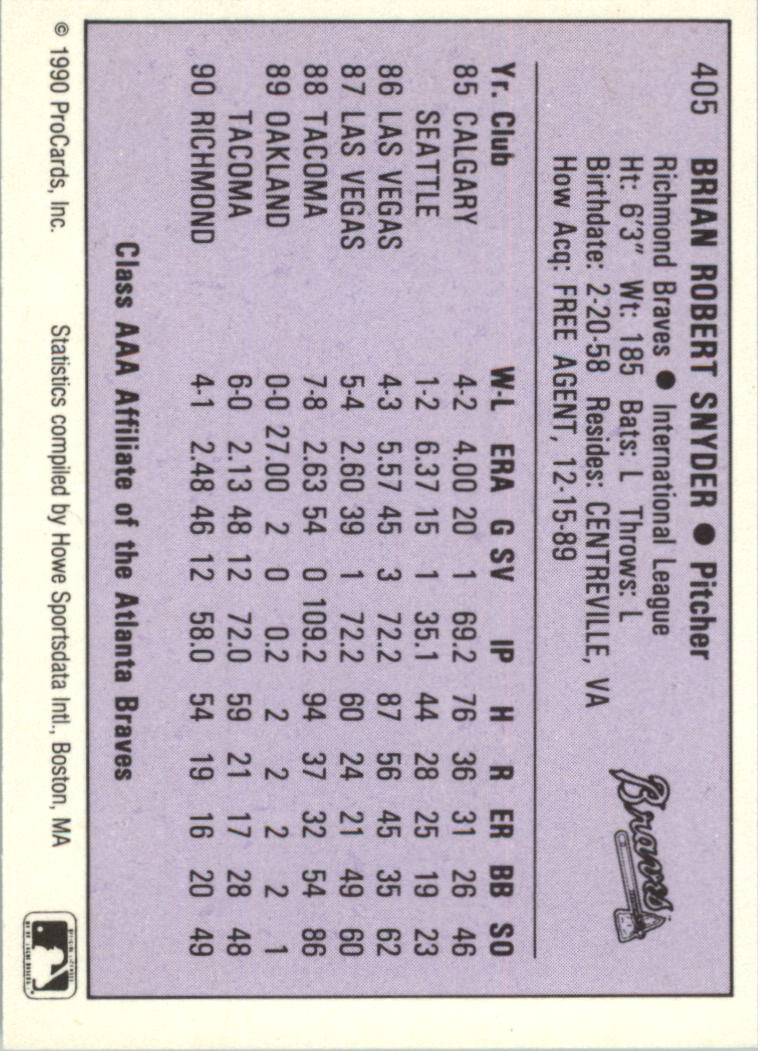 405 BRIAN ROBERT SNYDER ● Pitcher
Richmond Braves ● International League
Ht: 6'3" Wt: 185 Bats: L Throws: L
Birthdate: 2-20-58 Resides: CENTREVILLE, VA
How Acq: FREE AGENT, 12-15-89
Braves
Yr. Club W-L ERA G SV IP H R ER BB SO
85 CALGARY 4-2 4.00 20 1 69.2 76 36 31 26 46
SEATTLE 1-2 6.37 15 1 35.1 44 28 25 19 23
86 LAS VEGAS 4-3 5.57 45 3 72.2 87 56 45 35 62
87 LAS VEGAS 5-4 2.60 39 1 72.2 60 24 21 49 60
88 TACOMA 7-8 2.63 54 0 109.2 94 37 32 54 86
89 OAKLAND 0-0 27.00 2 0 0.2 2 2 2 2 1
TACOMA 6-0 2.13 48 12 72.0 59 21 17 28 48
90 RICHMOND 4-1 2.48 46 12 58.0 54 19 16 20 49
Class AAA Affiliate of the Atlanta Braves
© 1990 ProCards, Inc. Statistics compiled by Howe Sportsdata Intl., Boston, MA